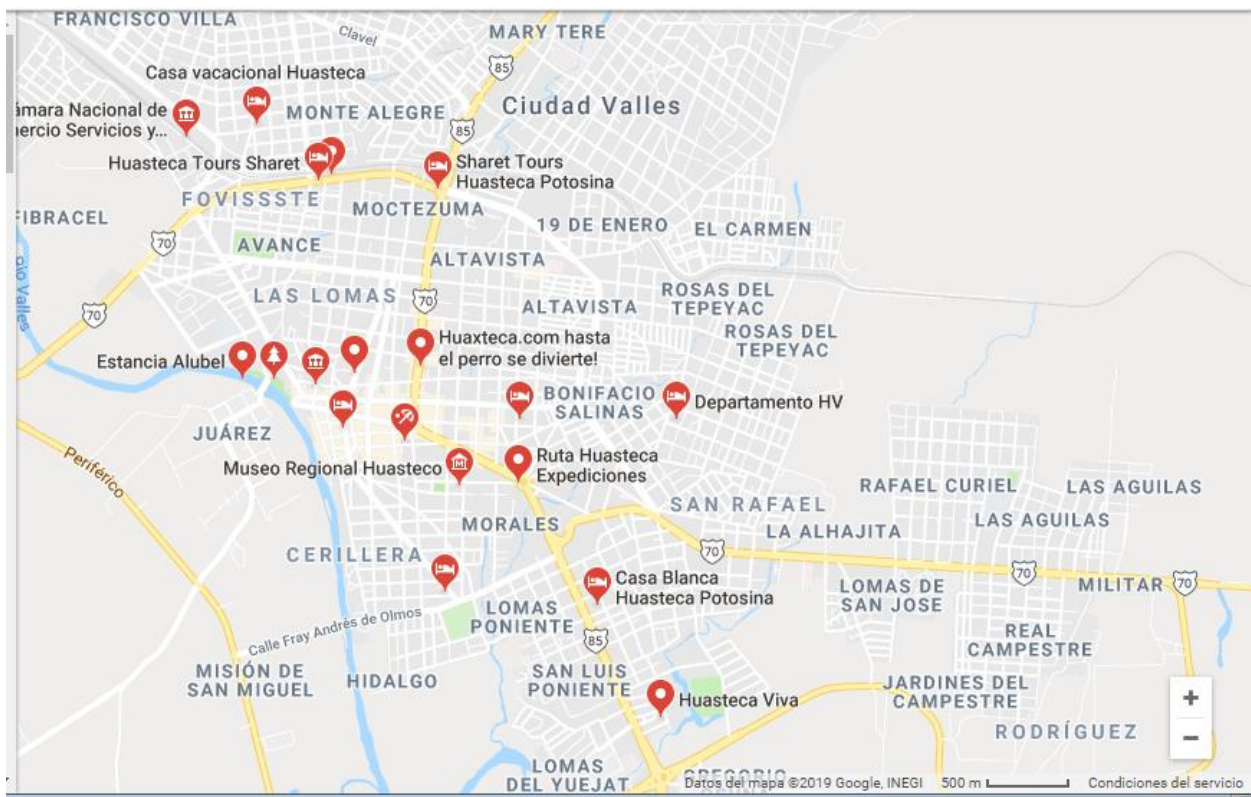 FRANCISCO VILLA
Clavel
MARY TERE
85
Casa vacacional Huasteca
Ciudad Valles
ámara Nacional de
ercio Servicios y...
MONTE ALEGRE
85
Huasteca Tours Sharet
Sharet Tours
Huasteca Potosina
FOVISSSTE
MOCTEZUMA
FIBRACEL
19 DE ENERO
EL CARMEN
70
AVANCE
ALTAVISTA
Río Valles
LAS LOMAS
70
ROSAS DEL
TEPEYAC
ALTAVISTA
70
ROSAS DEL
TEPEYAC
Huaxteca.com hasta
el perro se divierte!
Estancia Alubel
BONIFACIO
SALINAS
Departamento HV
JUÁREZ
Periférico
Museo Regional Huasteco
M
Ruta Huasteca
Expediciones
RAFAEL CURIEL
LAS AGUILAS
SAN RAFAEL
MORALES
LA ALHAJITA
LAS AGUILAS
CERILLERA
70
70
70
MILITAR
Casa Blanca
Huasteca Potosina
LOMAS DE
SAN JOSE
Calle Fray Andrés de Olmos
LOMAS
PONIENTE
85
REAL
CAMPESTRE
MISIÓN DE
SAN MIGUEL
HIDALGO
SAN LUIS
PONIENTE
JARDINES DEL
CAMPESTRE
Huasteca Viva
+
RODRÍGUEZ
−
LOMAS
DEL YUEJAT
GREGORIO
Datos del mapa ©2019 Google, INEGI
500 m
Condiciones del servicio